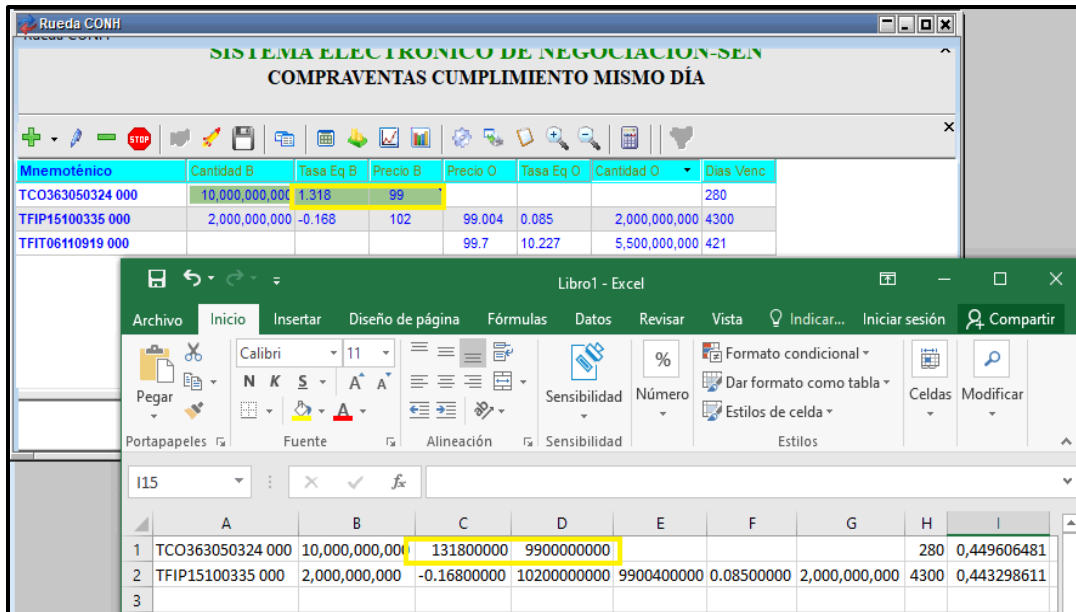 Rueda CONH
SISTEMA ELECTRONICO DE NEGOCIACION-SEN
COMPRAVENTAS CUMPLIMIENTO MISMO DÍA
STOP
Mnemoténico Cantidad B Tasa Eq B Precio B Precio O Tasa Eq O Cantidad O Dias Venc
TCO363050324 000 10,000,000,000 1.318 99 280
TFIP15100335 000 2,000,000,000 -0.168 102 99.004 0.085 2,000,000,000 4300
TFIT06110919 000 99.7 10.227 5,500,000,000 421
Libro1 - Excel
Archivo Inicio Insertar Diseño de página Fórmulas Datos Revisar Vista Indicar... Iniciar sesión Compartir
Pegar Calibri 11 N K S A A A Sensibilidad % Número Formato condicional Dar formato como tabla Estilos de celda Celdas Modificar
Portapapeles Fuente Alineación Sensibilidad Estilos
I15 fx
A B C D E F G H I
1 TCO363050324 000 10,000,000,000 131800000 9900000000 280 0,449606481
2 TFIP15100335 000 2,000,000,000 -0.16800000 10200000000 9900400000 0.08500000 2,000,000,000 4300 0,443298611
3